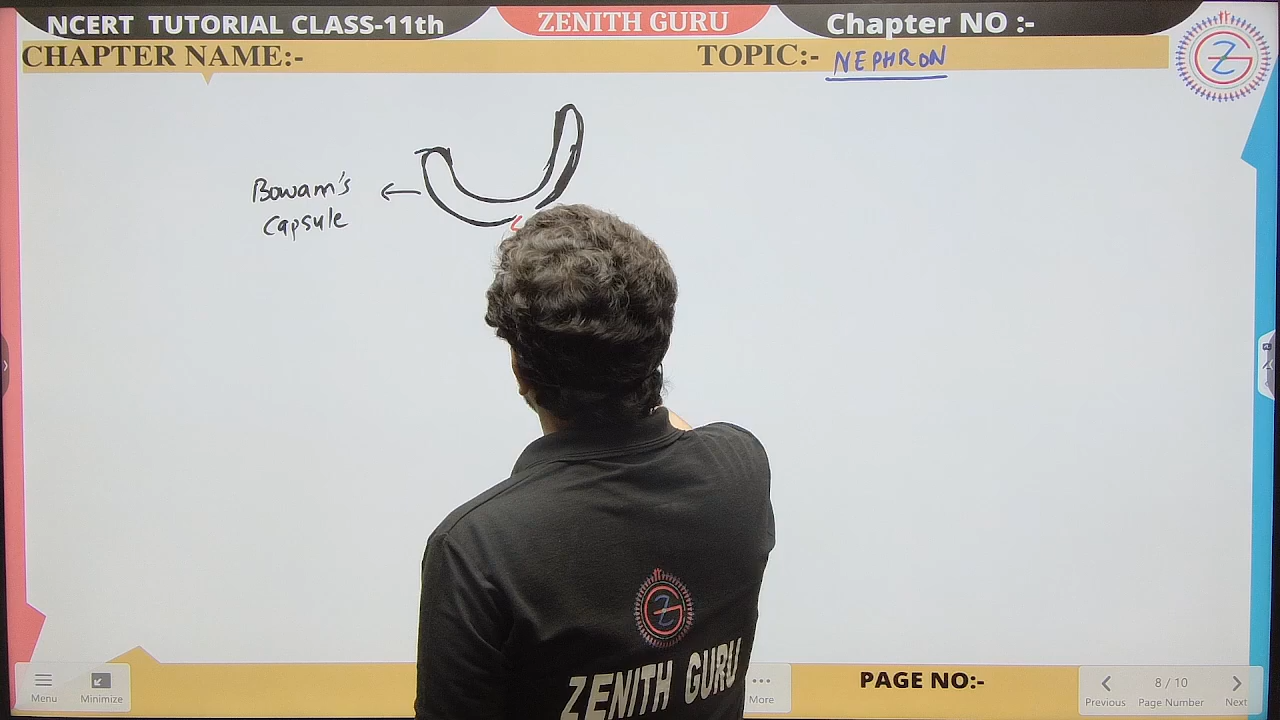 NCERT TUTORIAL CLASS-11th
ZENITH GURU
Chapter NO :-
CHAPTER NAME:-
TOPIC:- NEPHRON
Bowam's
Capsule
ZENITH GURU
Menu
Minimize
More
PAGE NO:-
Previous
8 / 10
Page Number
Next